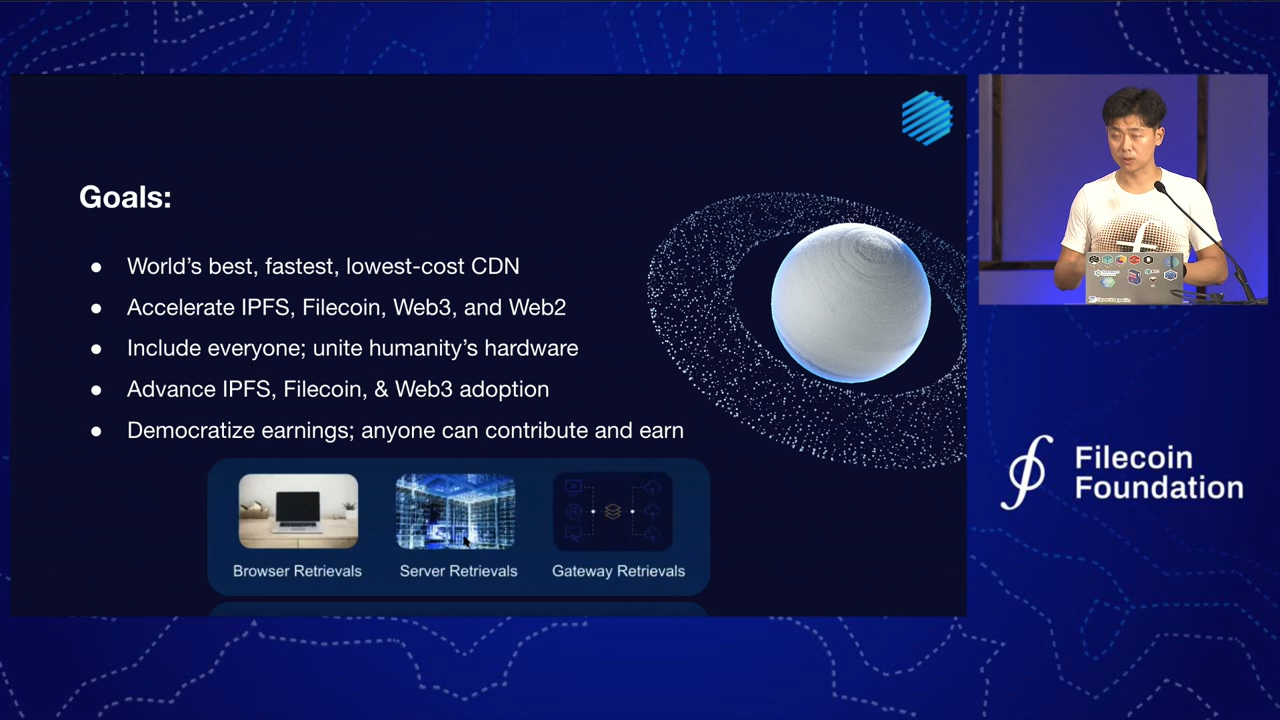 Goals:
● World's best, fastest, lowest-cost CDN
● Accelerate IPFS, Filecoin, Web3, and Web2
● Include everyone; unite humanity's hardware
● Advance IPFS, Filecoin, & Web3 adoption
● Democratize earnings; anyone can contribute and earn
Browser Retrievals
Server Retrievals
Gateway Retrievals
Filecoin
Foundation